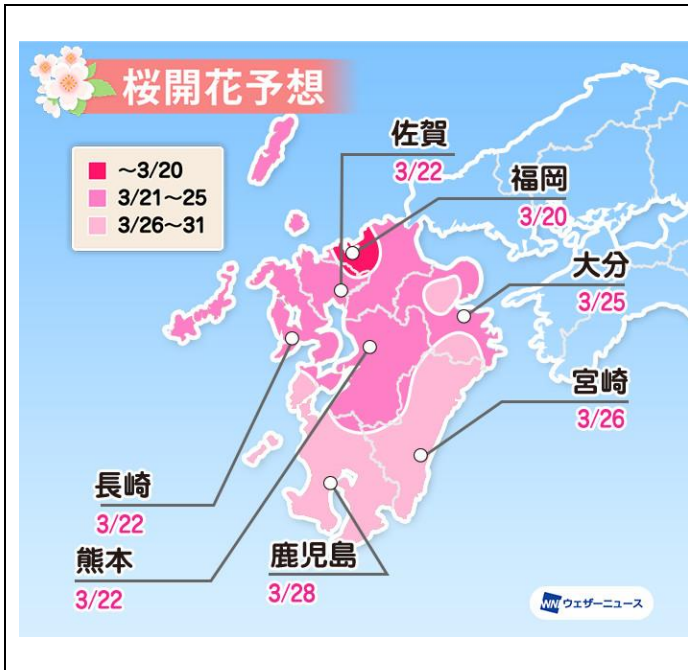 桜開花予想
～3/20
3/21～25
3/26～31
佐賀
3/22
福岡
3/20
大分
3/25
宮崎
3/26
長崎
3/22
熊本
3/22
鹿児島
3/28
WNI ウェザーニュース